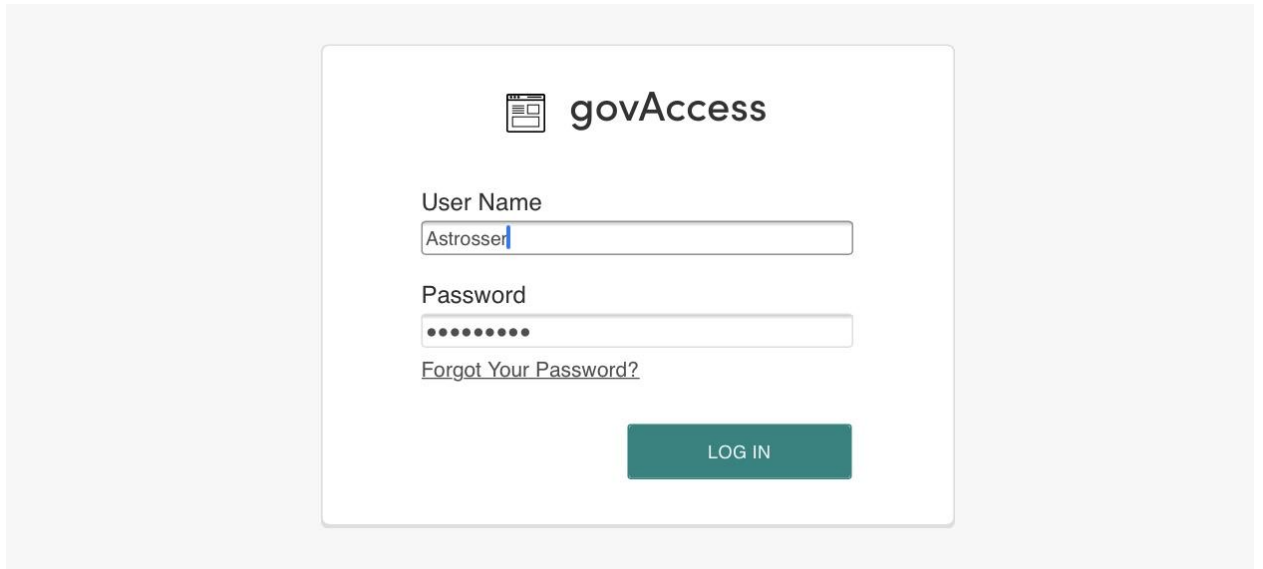 govAccess
User Name
Astrosser
Password
•••••••••
Forgot Your Password?
LOG IN